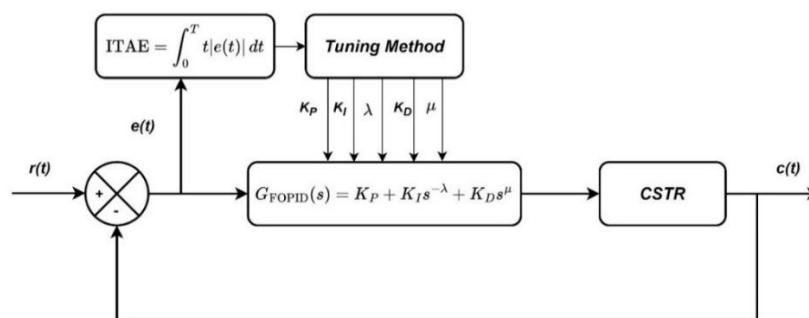 ITAE = ∫₀ᵀ t|e(t)| dt
Tuning Method
K_P K_I λ K_D μ
e(t)
r(t)
c(t)
+
-
G_FOPID(s) = K_P + K_I s^{-λ} + K_D s^μ
CSTR